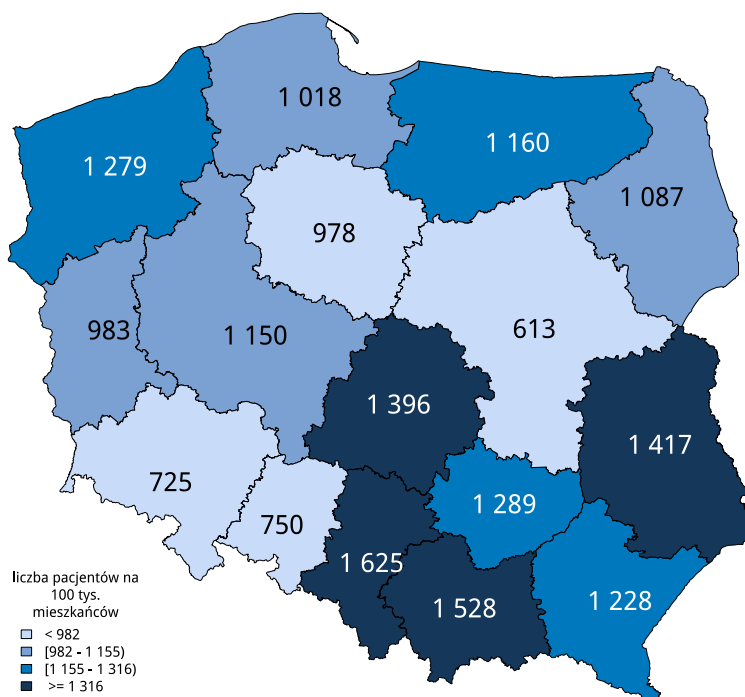 1 018
1 160
1 279
1 087
978
983
1 150
613
1 396
1 417
725
1 289
750
1 625
1 528
1 228
liczba pacjentów na
100 tys.
mieszkańców
< 982
[982 - 1 155)
[1 155 - 1 316)
>= 1 316